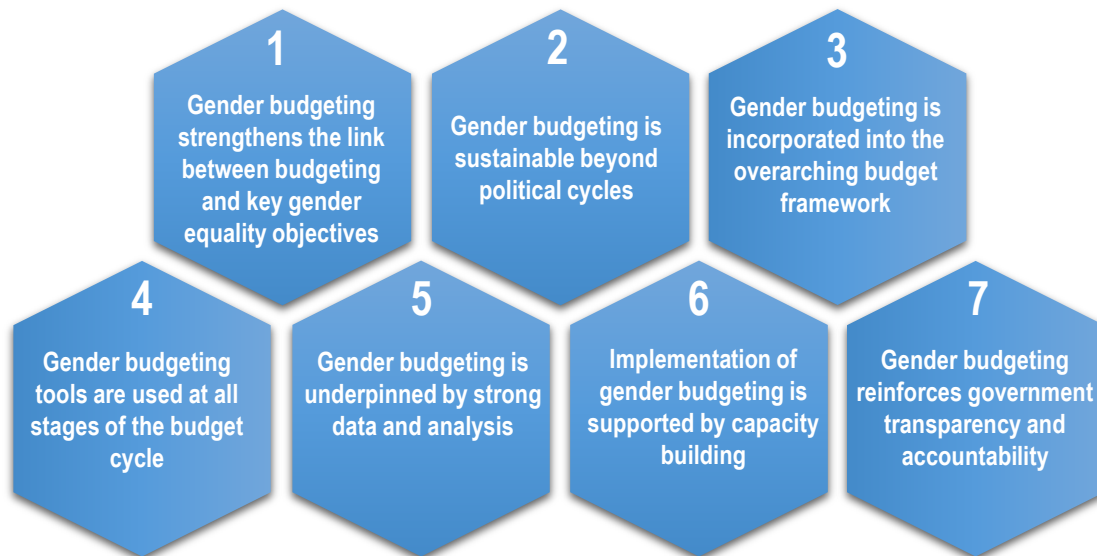 1
Gender budgeting
strengthens the link
between budgeting
and key gender
equality objectives
2
Gender budgeting is
sustainable beyond
political cycles
3
Gender budgeting is
incorporated into the
overarching budget
framework
4
Gender budgeting
tools are used at all
stages of the budget
cycle
5
Gender budgeting is
underpinned by strong
data and analysis
6
Implementation of
gender budgeting is
supported by capacity
building
7
Gender budgeting
reinforces government
transparency and
accountability